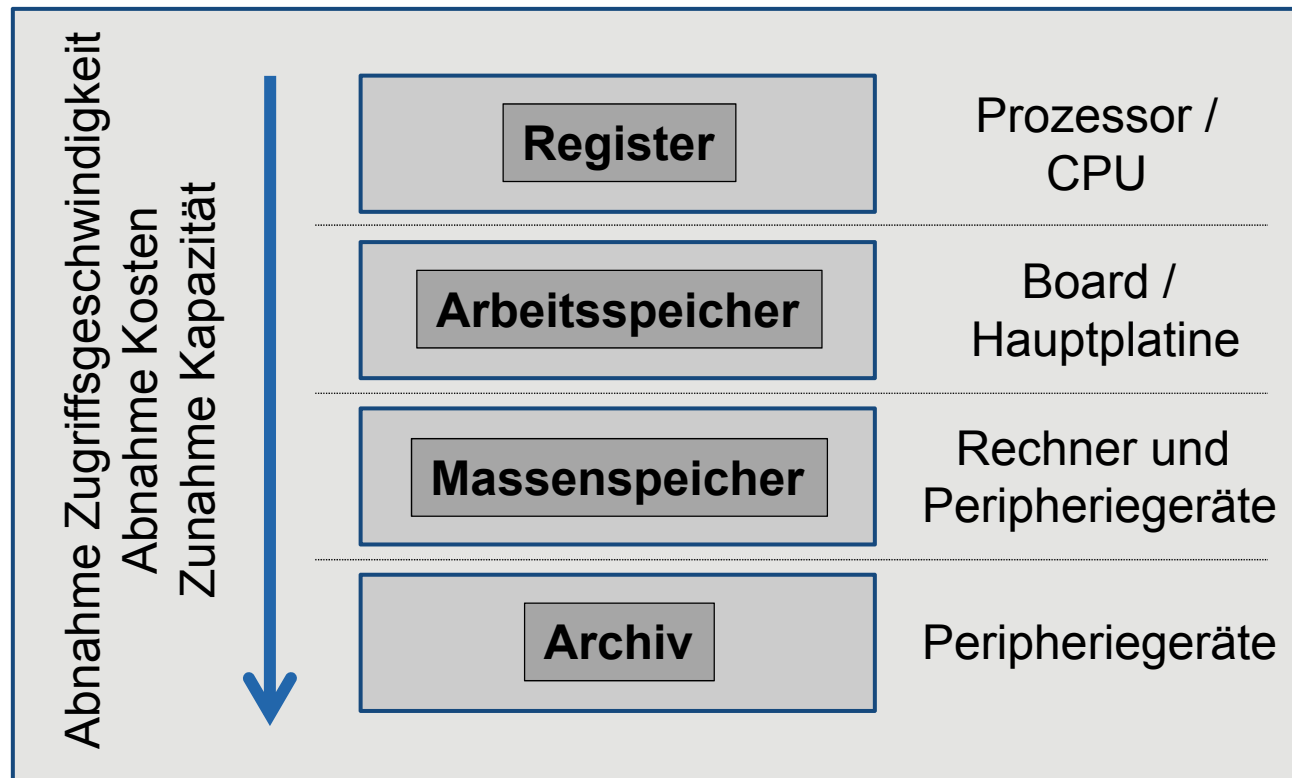 Abnahme Zugriffsgeschwindigkeit
Abnahme Kosten
Zunahme Kapazität
Register
Prozessor /
CPU
Arbeitsspeicher
Board /
Hauptplatine
Massenspeicher
Rechner und
Peripheriegeräte
Archiv
Peripheriegeräte